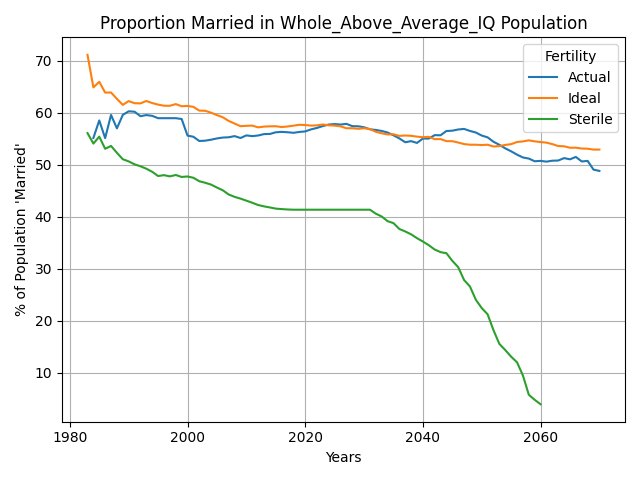 Proportion Married in Whole_Above_Average_IQ Population
% of Population 'Married'
70
60
50
40
30
20
10
1980
2000
2020
2040
2060
Years
Fertility
Actual
Ideal
Sterile